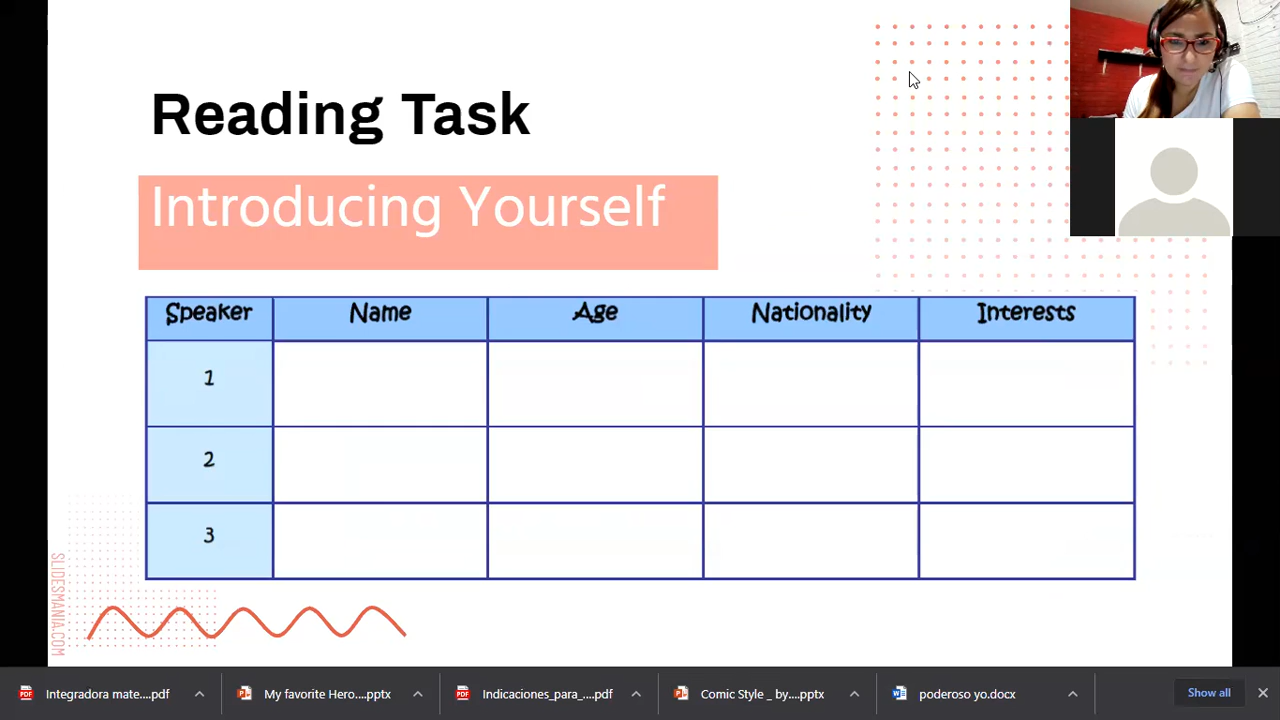 Reading Task
Introducing Yourself
Speaker Name Age Nationality Interests
1
2
3
SLIDESMANIA.COM
Integradora mate....pdf My favorite Hero....pptx Indicaciones_para_....pdf Comic Style _ by....pptx poderoso yo.docx Show all